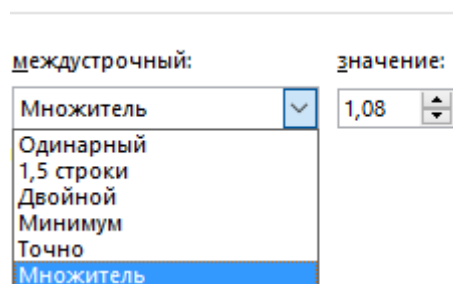 междустрочный: значение:
Множитель 1,08
Одинарный
1,5 строки
Двойной
Минимум
Точно
Множитель